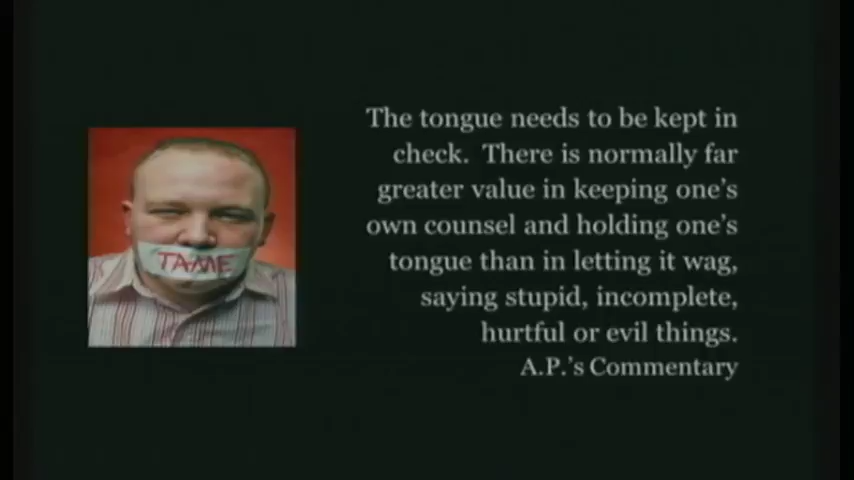 TAME
The tongue needs to be kept in
check.  There is normally far
greater value in keeping one's
own counsel and holding one's
tongue than in letting it wag,
saying stupid, incomplete,
hurtful or evil things.
A.P.'s Commentary